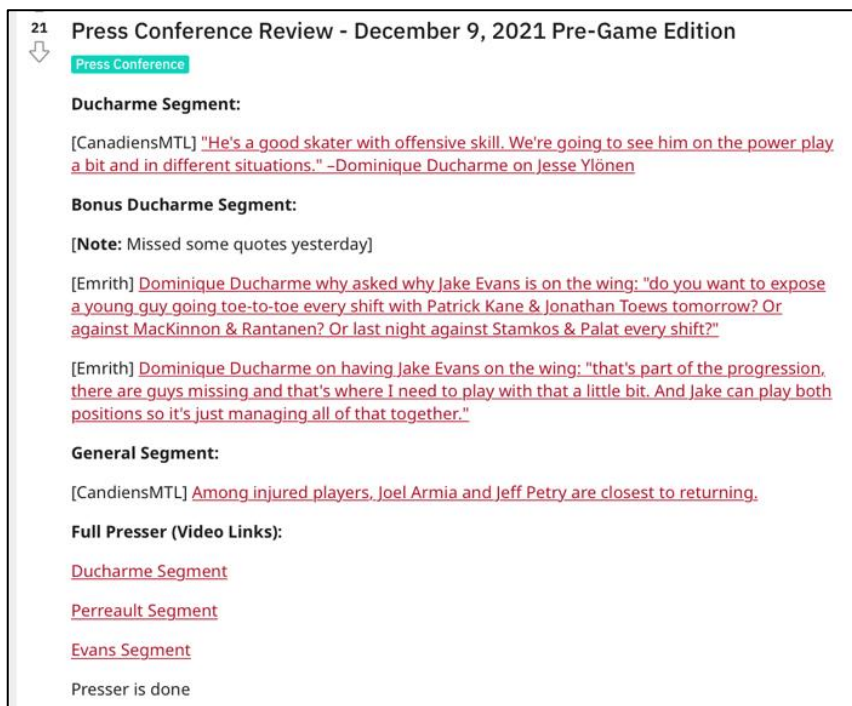 21 Press Conference Review - December 9, 2021 Pre-Game Edition
Press Conference
Ducharme Segment:
[CanadiensMTL] "He's a good skater with offensive skill. We're going to see him on the power play
a bit and in different situations." –Dominique Ducharme on Jesse Ylönen
Bonus Ducharme Segment:
[Note: Missed some quotes yesterday]
[Emrith] Dominique Ducharme why asked why Jake Evans is on the wing: "do you want to expose
a young guy going toe-to-toe every shift with Patrick Kane & Jonathan Toews tomorrow? Or
against MacKinnon & Rantanen? Or last night against Stamkos & Palat every shift?"
[Emrith] Dominique Ducharme on having Jake Evans on the wing: "that's part of the progression,
there are guys missing and that's where I need to play with that a little bit. And Jake can play both
positions so it's just managing all of that together."
General Segment:
[CandiensMTL] Among injured players, Joel Armia and Jeff Petry are closest to returning.
Full Presser (Video Links):
Ducharme Segment
Perreault Segment
Evans Segment
Presser is done